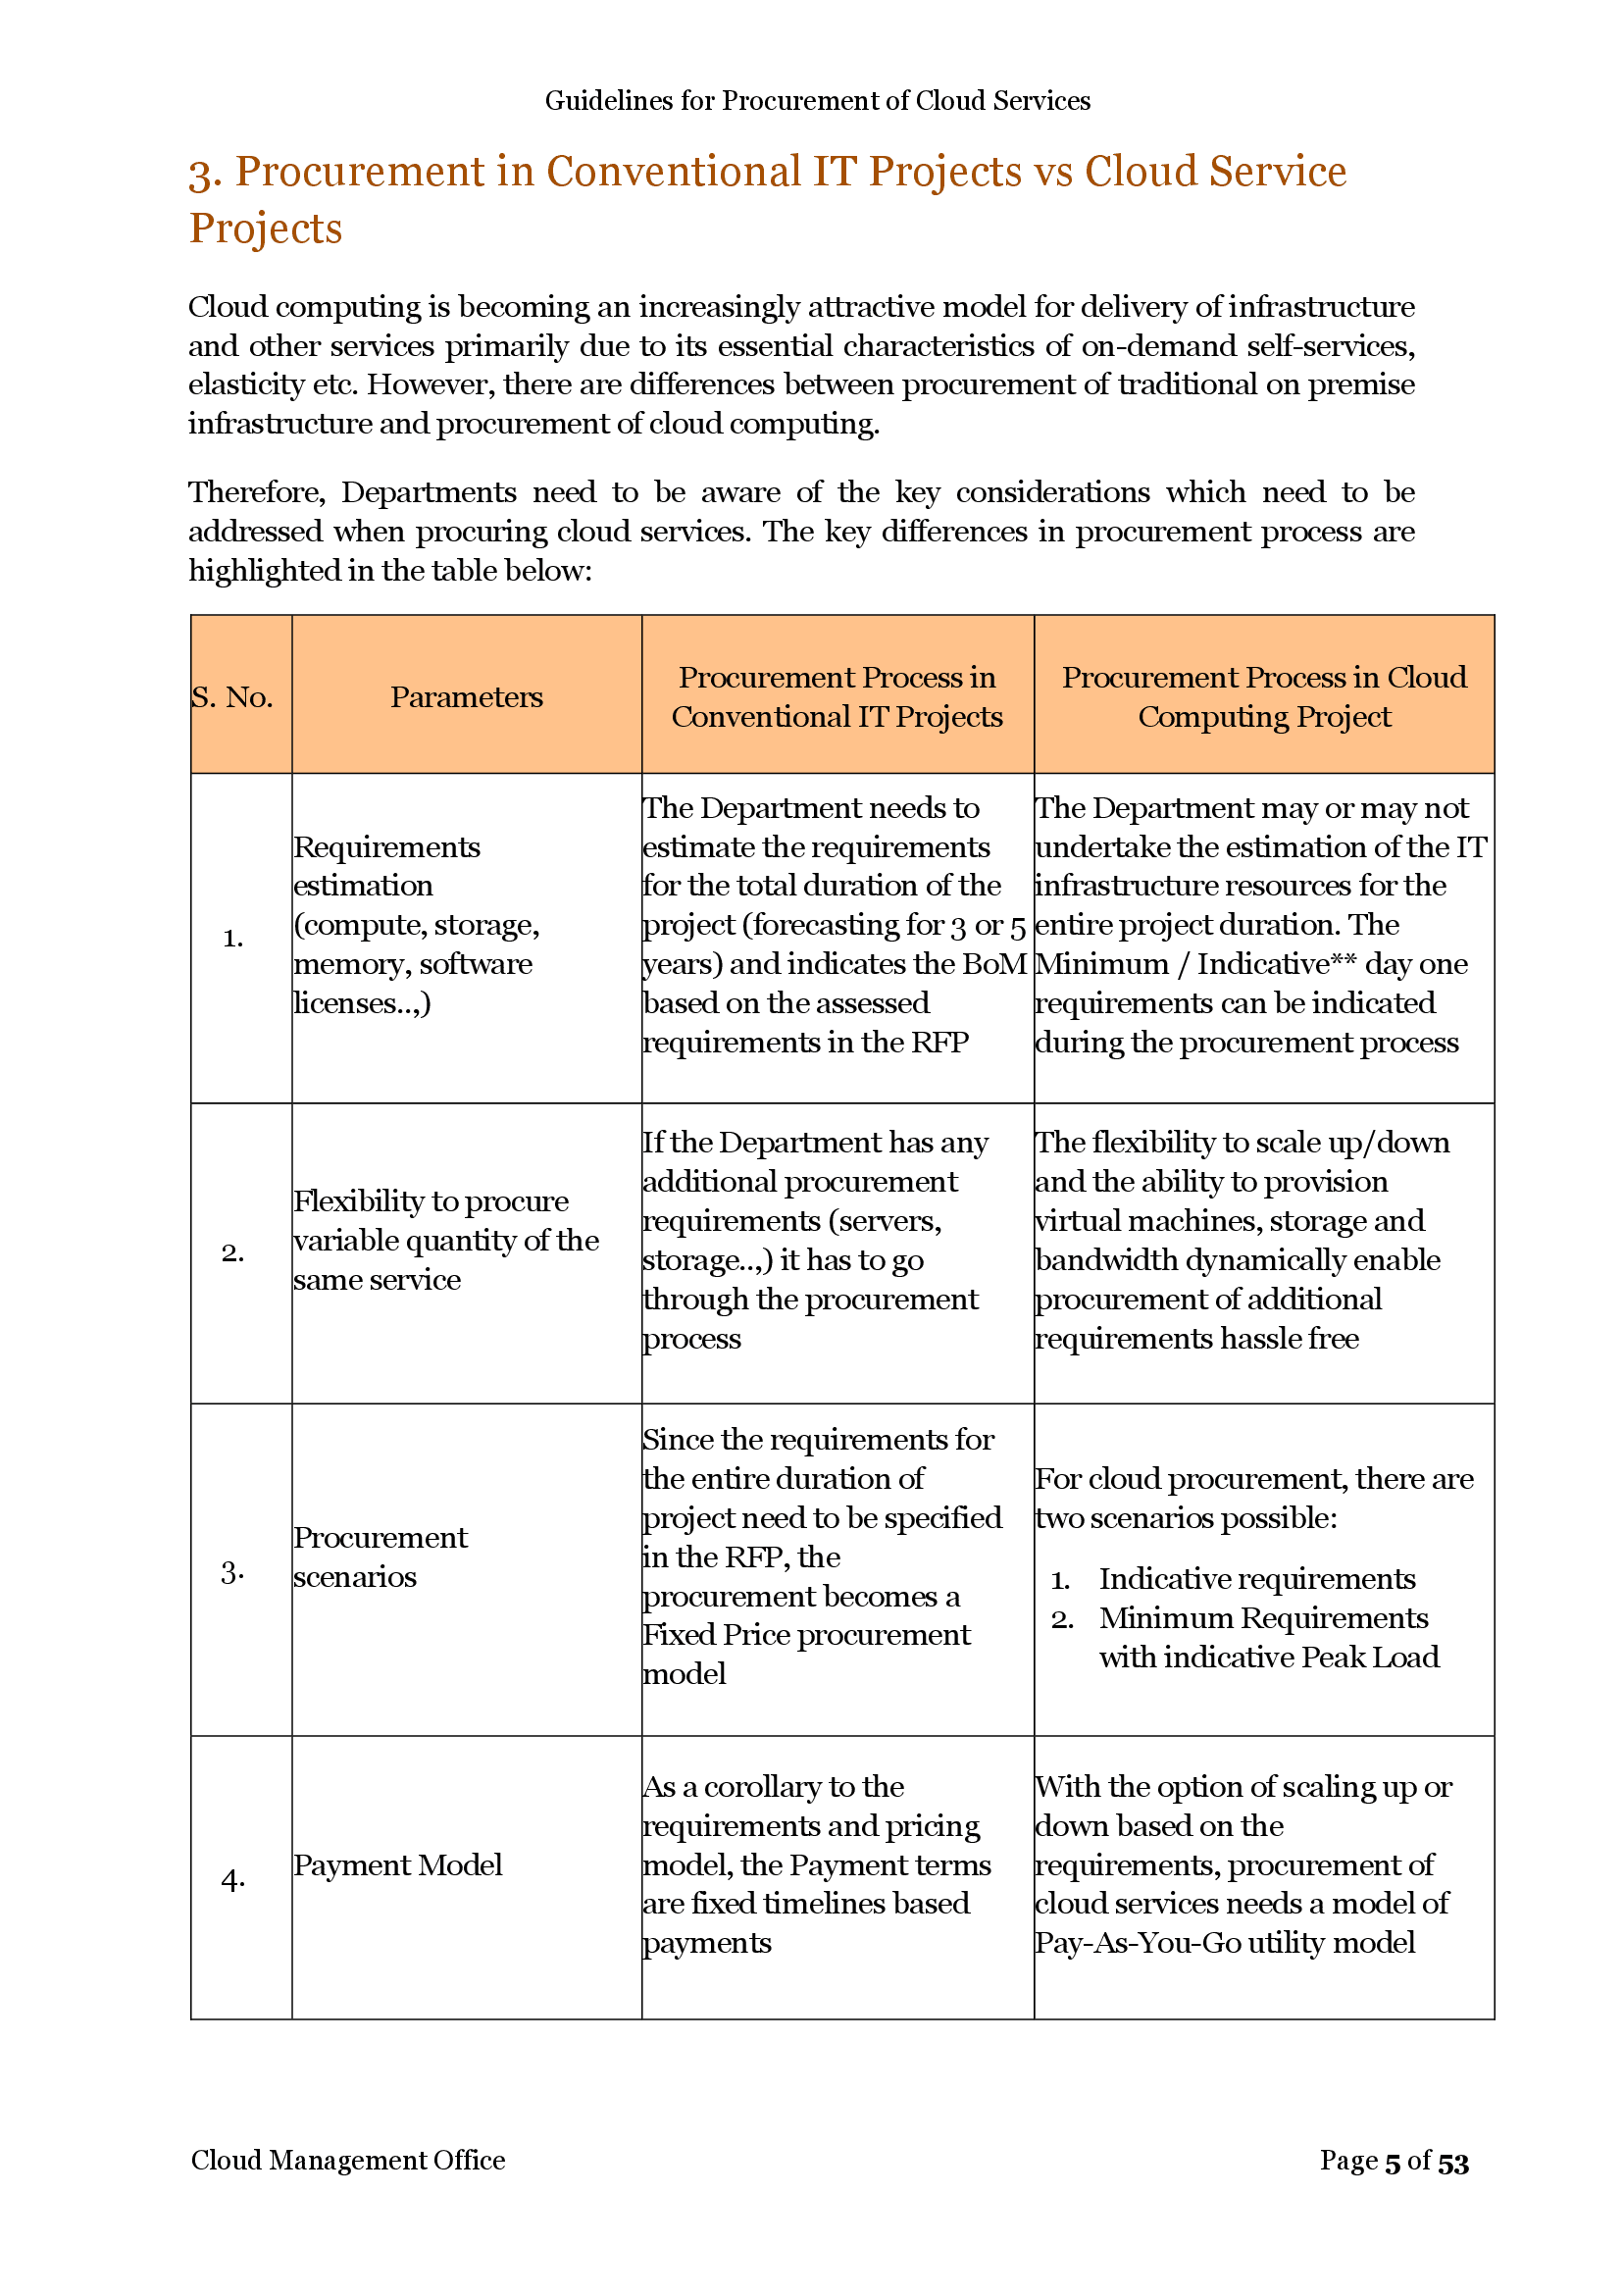 Guidelines for Procurement of Cloud Services
3. Procurement in Conventional IT Projects vs Cloud Service
Projects
Cloud computing is becoming an increasingly attractive model for delivery of infrastructure
and other services primarily due to its essential characteristics of on-demand self-services,
elasticity etc. However, there are differences between procurement of traditional on premise
infrastructure and procurement of cloud computing.
Therefore, Departments need to be aware of the key considerations which need to be
addressed when procuring cloud services. The key differences in procurement process are
highlighted in the table below:
S. No.
Parameters
Procurement Process in
Conventional IT Projects
Procurement Process in Cloud
Computing Project
1.
Requirements
estimation
(compute, storage,
memory, software
licenses..,)
The Department needs to
estimate the requirements
for the total duration of the
project (forecasting for 3 or 5
years) and indicates the BoM
based on the assessed
requirements in the RFP
The Department may or may not
undertake the estimation of the IT
infrastructure resources for the
entire project duration. The
Minimum / Indicative** day one
requirements can be indicated
during the procurement process
2.
Flexibility to procure
variable quantity of the
same service
If the Department has any
additional procurement
requirements (servers,
storage..,) it has to go
through the procurement
process
The flexibility to scale up/down
and the ability to provision
virtual machines, storage and
bandwidth dynamically enable
procurement of additional
requirements hassle free
3.
Procurement
scenarios
Since the requirements for
the entire duration of
project need to be specified
in the RFP, the
procurement becomes a
Fixed Price procurement
model
For cloud procurement, there are
two scenarios possible:
1. Indicative requirements
2. Minimum Requirements
with indicative Peak Load
4.
Payment Model
As a corollary to the
requirements and pricing
model, the Payment terms
are fixed timelines based
payments
With the option of scaling up or
down based on the
requirements, procurement of
cloud services needs a model of
Pay-As-You-Go utility model
Cloud Management Office
Page 5 of 53